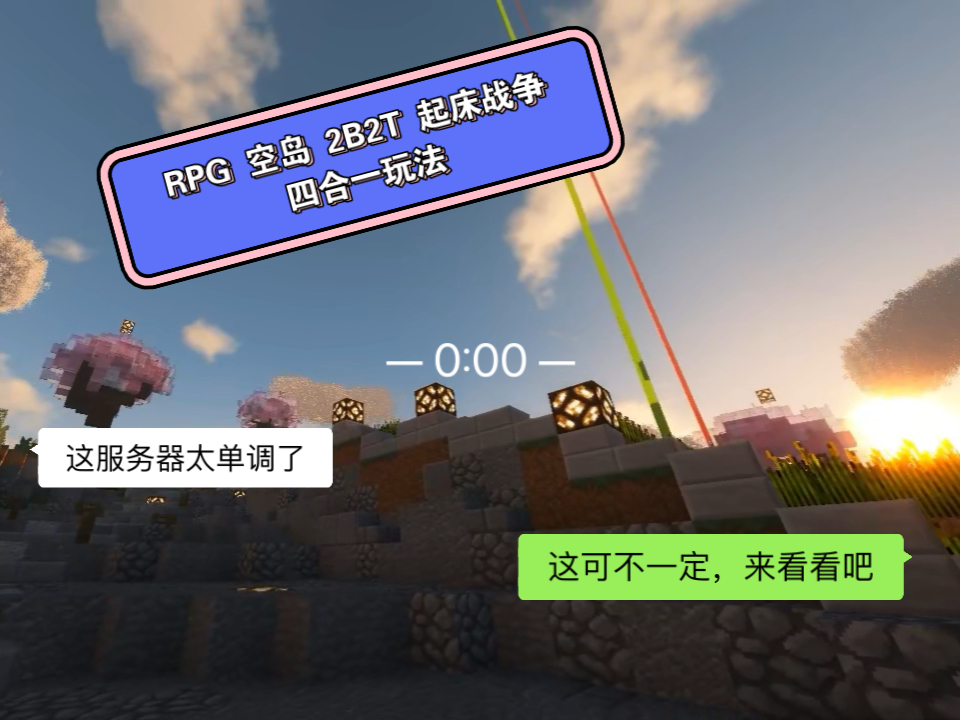 RPG 空岛 2B2T 起床战争
四合一玩法
— 0:00 —
这服务器太单调了
这可不一定，来看看吧